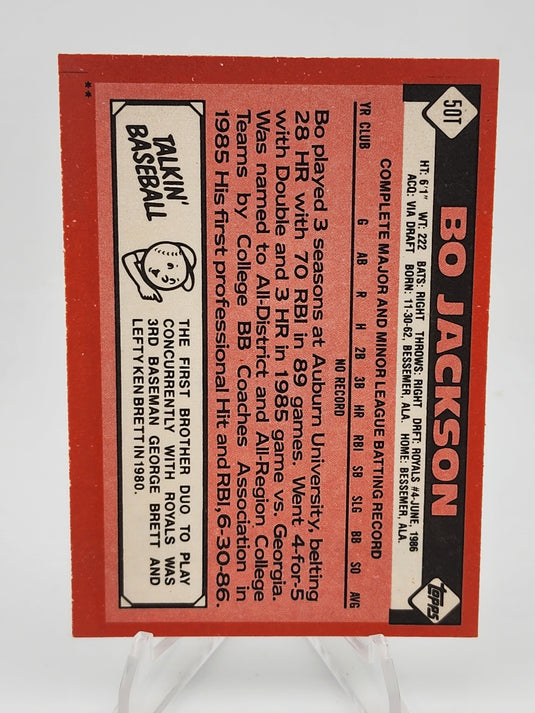 50T
BO JACKSON
topps
HT: 6'1" WT: 222 BATS: RIGHT THROWS: RIGHT DRFT: ROYALS #4-JUNE, 1986
ACQ: VIA DRAFT BORN: 11-30-62, BESSEMER, ALA. HOME: BESSEMER, ALA.
COMPLETE MAJOR AND MINOR LEAGUE BATTING RECORD
YR CLUB G AB R H 2B 3B HR RBI SB SLG BB SO AVG
NO RECORD
Bo played 3 seasons at Auburn University, belting
28 HR with 70 RBI in 89 games. Went 4-for-5
with Double and 3 HR in 1985 game vs. Georgia.
Was named to All-District and All-Region College
Teams by College BB Coaches Association in
1985 His first professional Hit and RBI, 6-30-86.
TALKIN'
BASEBALL
THE FIRST BROTHER DUO TO PLAY
CONCURRENTLY WITH ROYALS WAS
3RD BASEMAN GEORGE BRETT AND
LEFTY KEN BRETT IN 1980.
**